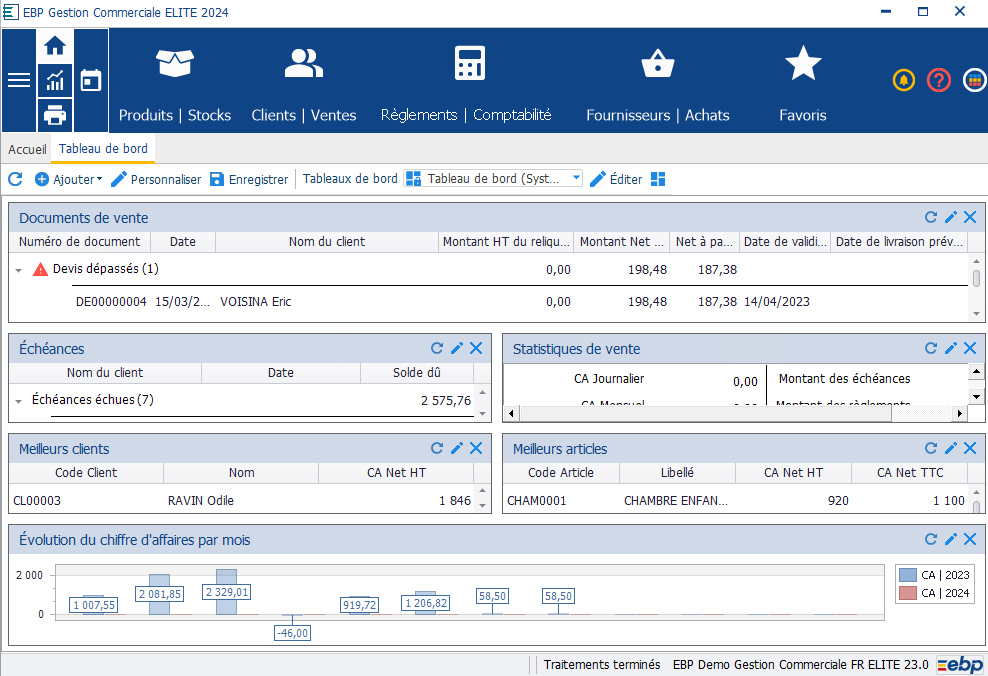 EBP Gestion Commerciale ELITE 2024
Produits | Stocks Clients | Ventes Règlements | Comptabilité Fournisseurs | Achats Favoris
Accueil Tableau de bord
Ajouter Personnaliser Enregistrer Tableaux de bord Tableau de bord (Syst... Éditer
Documents de vente
Numéro de document Date Nom du client Montant HT du reliqu... Montant Net ... Net à pa... Date de validi... Date de livraison prév...
Devis dépassés (1) 0,00 198,48 187,38
DE00000004 15/03/2... VOISINA Eric 0,00 198,48 187,38 14/04/2023
Échéances
Nom du client Date Solde dû
Échéances échues (7) 2 575,76
Statistiques de vente
CA Journalier 0,00 Montant des échéances
CA Mensuel 0,00 Montant des règlements
Meilleurs clients
Code Client Nom CA Net HT
CL00003 RAVIN Odile 1 846
Meilleurs articles
Code Article Libellé CA Net HT CA Net TTC
CHAM0001 CHAMBRE ENFAN... 920 1 100
Évolution du chiffre d'affaires par mois
2 000
0
1 007,55 2 081,85 2 329,01 -46,00 919,72 1 206,82 58,50 58,50
CA | 2023
CA | 2024
Traitements terminés EBP Demo Gestion Commerciale FR ELITE 23.0 ebp